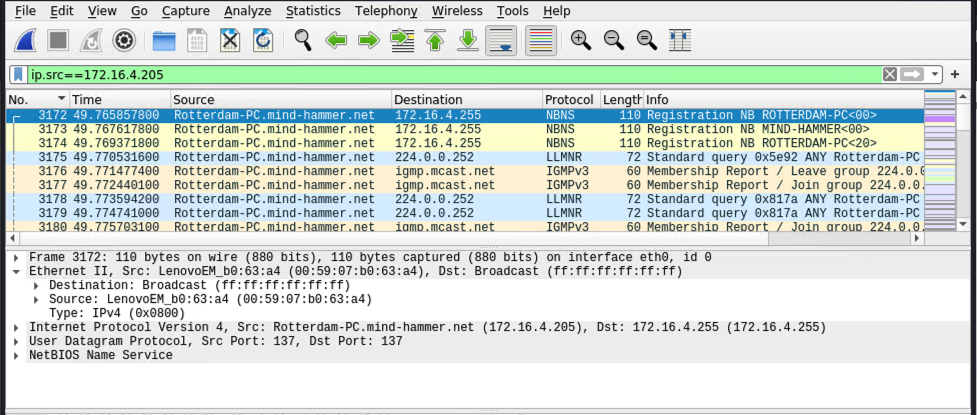 File Edit View Go Capture Analyze Statistics Telephony Wireless Tools Help
ip.src==172.16.4.205
No. Time Source Destination Protocol Length Info
3172 49.765857800 Rotterdam-PC.mind-hammer.net 172.16.4.255 NBNS 110 Registration NB ROTTERDAM-PC<00>
3173 49.767617800 Rotterdam-PC.mind-hammer.net 172.16.4.255 NBNS 110 Registration NB MIND-HAMMER<00>
3174 49.769371800 Rotterdam-PC.mind-hammer.net 172.16.4.255 NBNS 110 Registration NB ROTTERDAM-PC<20>
3175 49.770531600 Rotterdam-PC.mind-hammer.net 224.0.0.252 LLMNR 72 Standard query 0x5e92 ANY Rotterdam-PC
3176 49.771477400 Rotterdam-PC.mind-hammer.net igmp.mcast.net IGMPv3 60 Membership Report / Leave group 224.0.0
3177 49.772440100 Rotterdam-PC.mind-hammer.net igmp.mcast.net IGMPv3 60 Membership Report / Join group 224.0.0.
3178 49.773594200 Rotterdam-PC.mind-hammer.net 224.0.0.252 LLMNR 72 Standard query 0x817a ANY Rotterdam-PC
3179 49.774741000 Rotterdam-PC.mind-hammer.net 224.0.0.252 LLMNR 72 Standard query 0x817a ANY Rotterdam-PC
3180 49.775703100 Rotterdam-PC.mind-hammer.net igmp.mcast.net IGMPv3 60 Membership Report / Join group 224.0.0.
Frame 3172: 110 bytes on wire (880 bits), 110 bytes captured (880 bits) on interface eth0, id 0
Ethernet II, Src: LenovoEM_b0:63:a4 (00:59:07:b0:63:a4), Dst: Broadcast (ff:ff:ff:ff:ff:ff)
Destination: Broadcast (ff:ff:ff:ff:ff:ff)
Source: LenovoEM_b0:63:a4 (00:59:07:b0:63:a4)
Type: IPv4 (0x0800)
Internet Protocol Version 4, Src: Rotterdam-PC.mind-hammer.net (172.16.4.205), Dst: 172.16.4.255 (172.16.4.255)
User Datagram Protocol, Src Port: 137, Dst Port: 137
NetBIOS Name Service